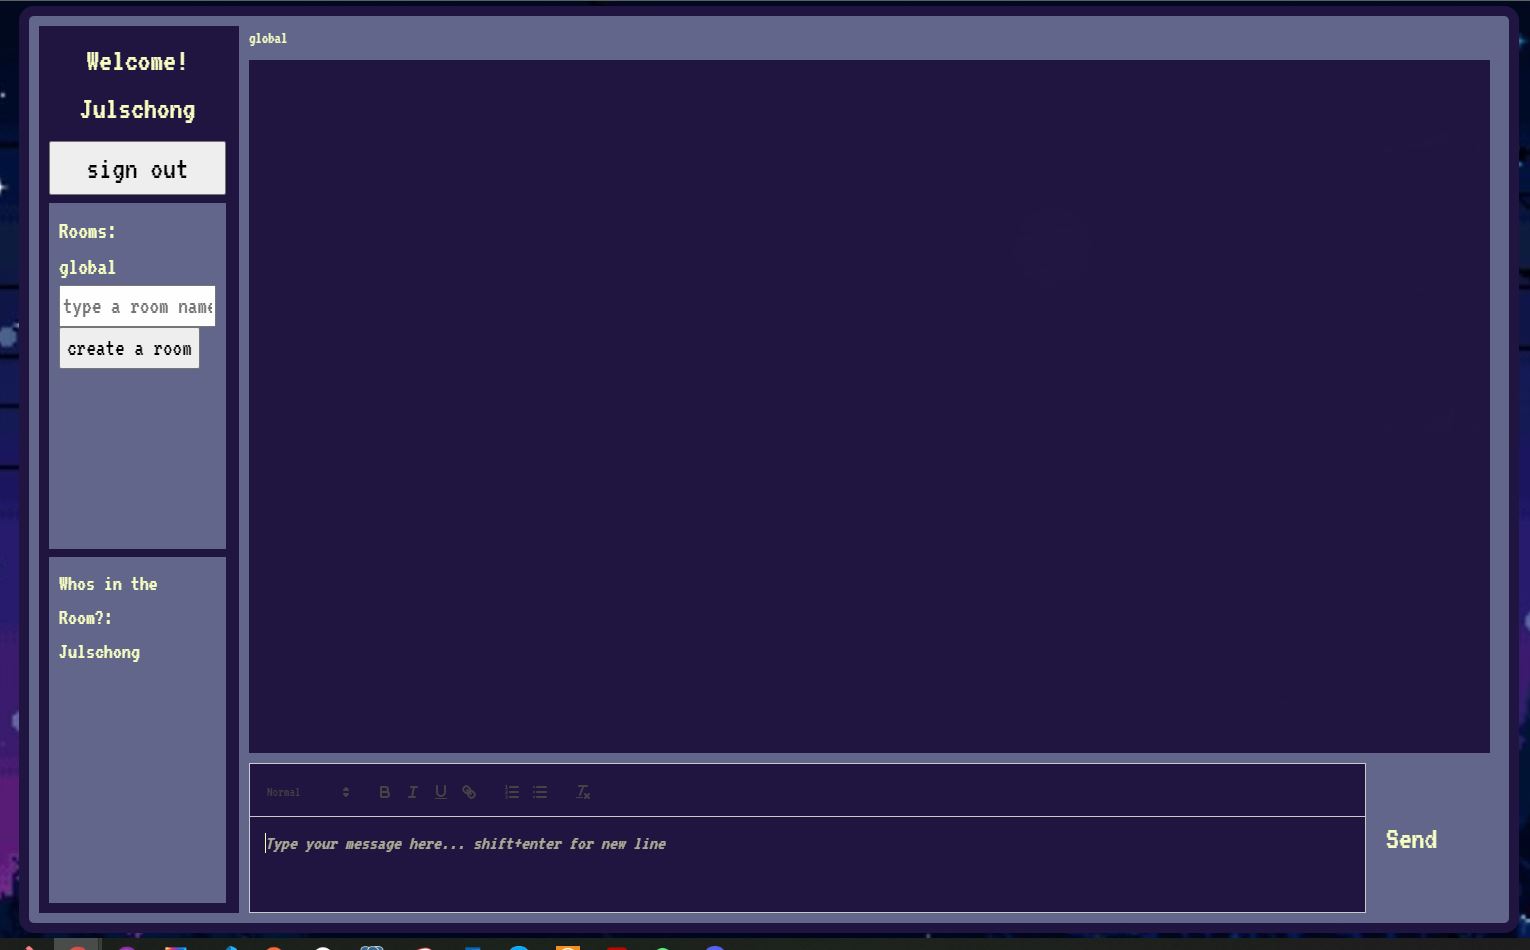 Welcome!
Julschong
sign out
Rooms:
global
type a room name
create a room
Whos in the
Room?:
Julschong
global
Normal
Type your message here... shift+enter for new line
Send